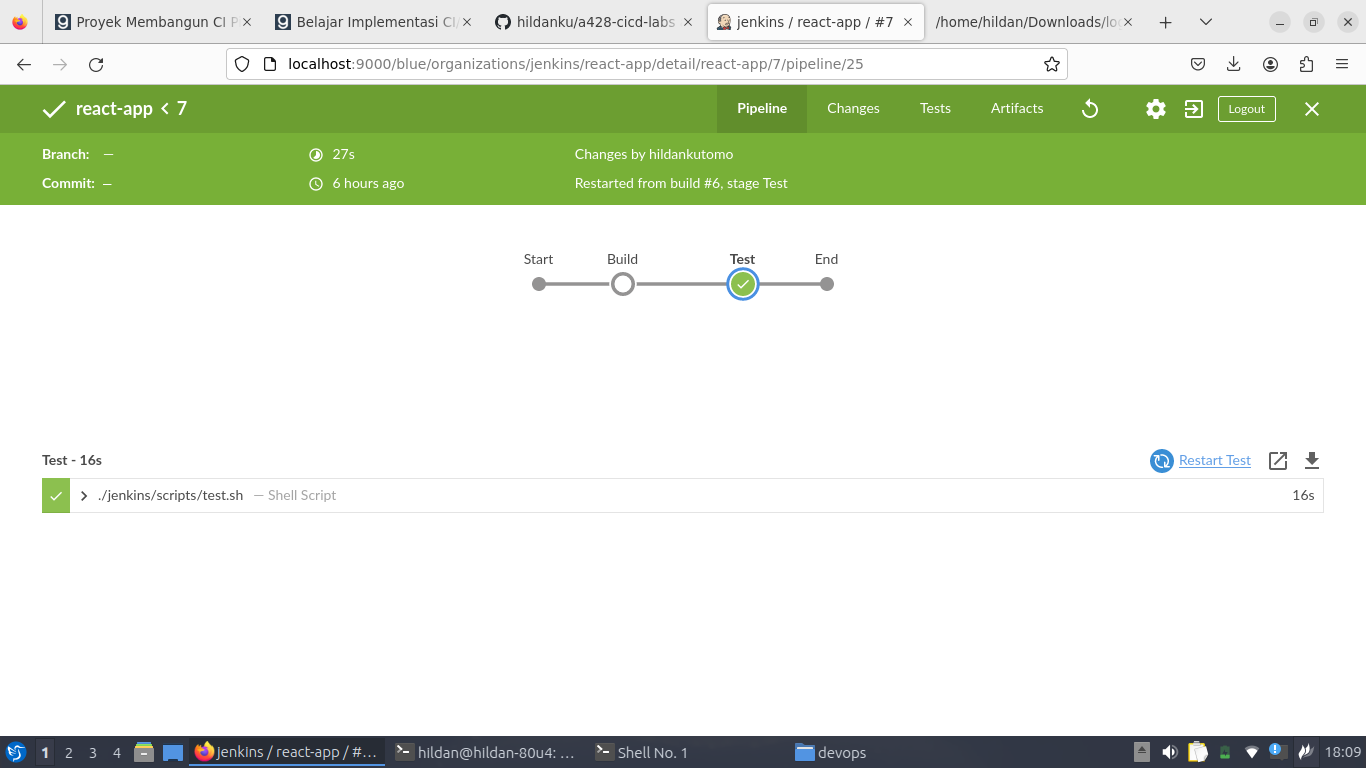 Proyek Membangun CI P
Belajar Implementasi CI/
hildanku/a428-cicd-labs
jenkins / react-app / #7
/home/hildan/Downloads/lo
localhost:9000/blue/organizations/jenkins/react-app/detail/react-app/7/pipeline/25
react-app < 7
Pipeline
Changes
Tests
Artifacts
Logout
Branch: —
27s
Changes by hildankutomo
Commit: —
6 hours ago
Restarted from build #6, stage Test
Start
Build
Test
End
Test - 16s
Restart Test
./jenkins/scripts/test.sh — Shell Script
16s
1
2
3
4
jenkins / react-app / #...
hildan@hildan-80u4: ...
Shell No. 1
devops
18:09